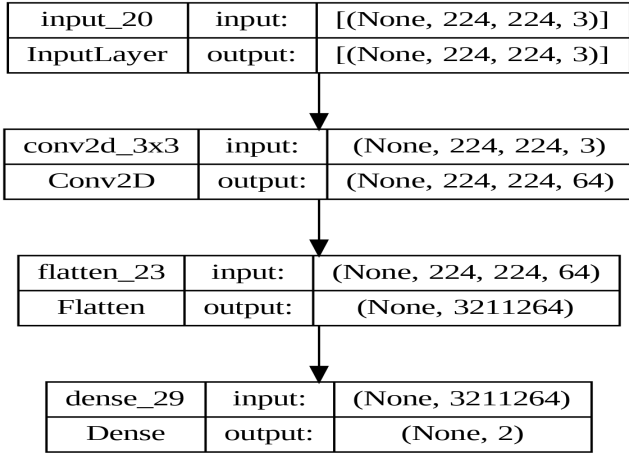 input_20 input: [(None, 224, 224, 3)]
InputLayer output: [(None, 224, 224, 3)]
conv2d_3x3 input: (None, 224, 224, 3)
Conv2D output: (None, 224, 224, 64)
flatten_23 input: (None, 224, 224, 64)
Flatten output: (None, 3211264)
dense_29 input: (None, 3211264)
Dense output: (None, 2)